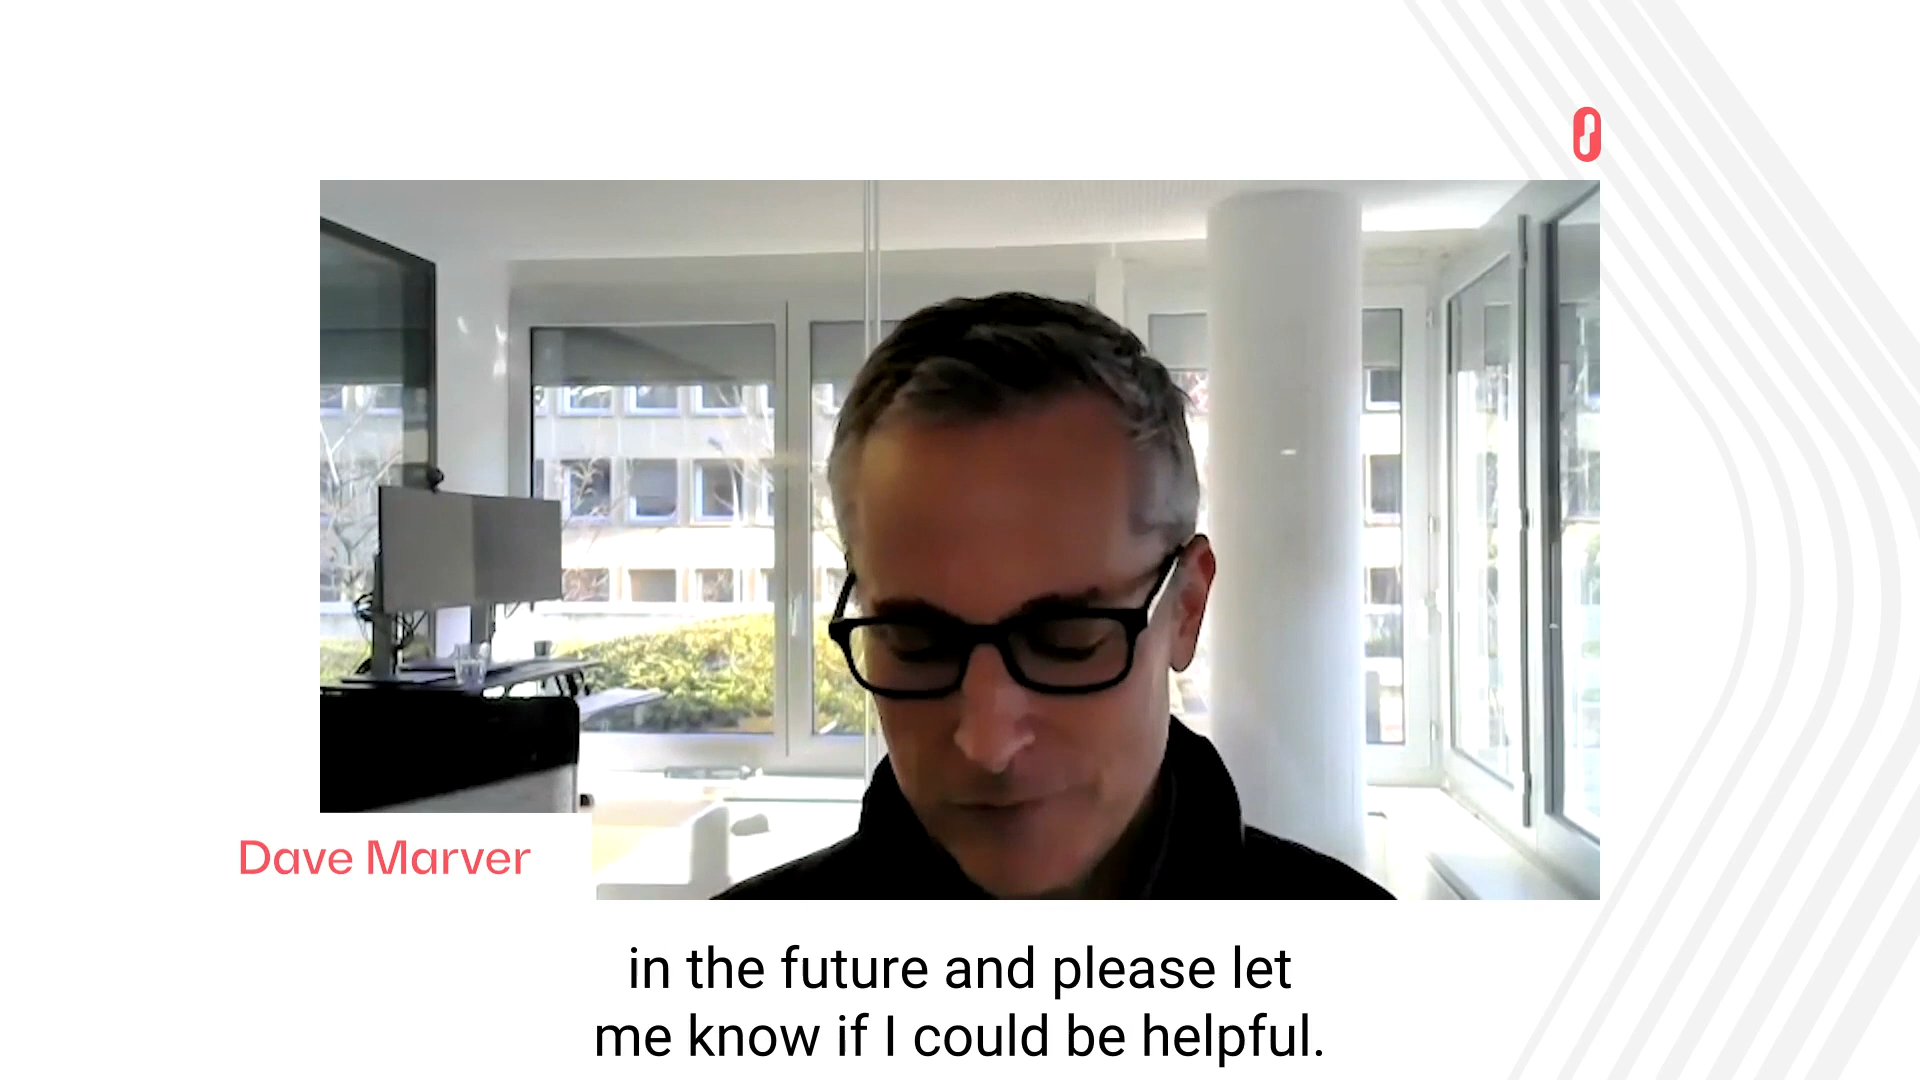 Dave Marver
in the future and please let
me know if I could be helpful.